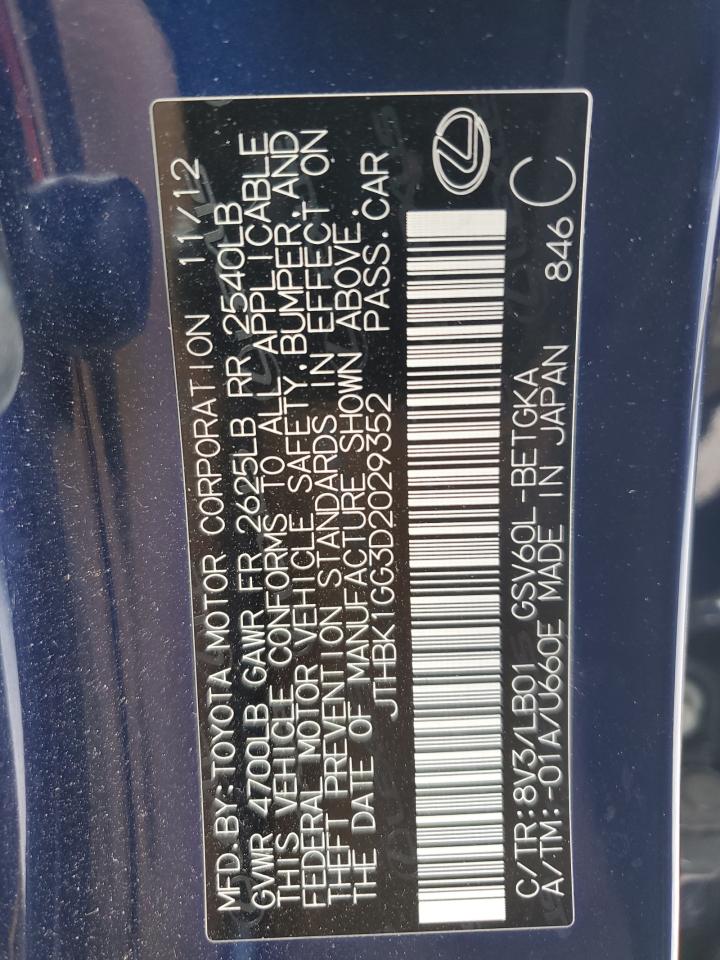 MFD.BY:TOYOTA MOTOR CORPORATION 11/12
GVWR 4700LB GAWR FR 2625LB RR 2540LB
THIS VEHICLE CONFORMS TO ALL APPLICABLE
FEDERAL MOTOR VEHICLE SAFETY, BUMPER, AND
THEFT PREVENTION STANDARDS IN EFFECT ON
THE DATE OF MANUFACTURE SHOWN ABOVE.
JTHBK1GG3D2029352 PASS.CAR
C/TR:8V3/LB01 GSV60L-BETGKA 846
A/TM:-01A/U660E MADE IN JAPAN C